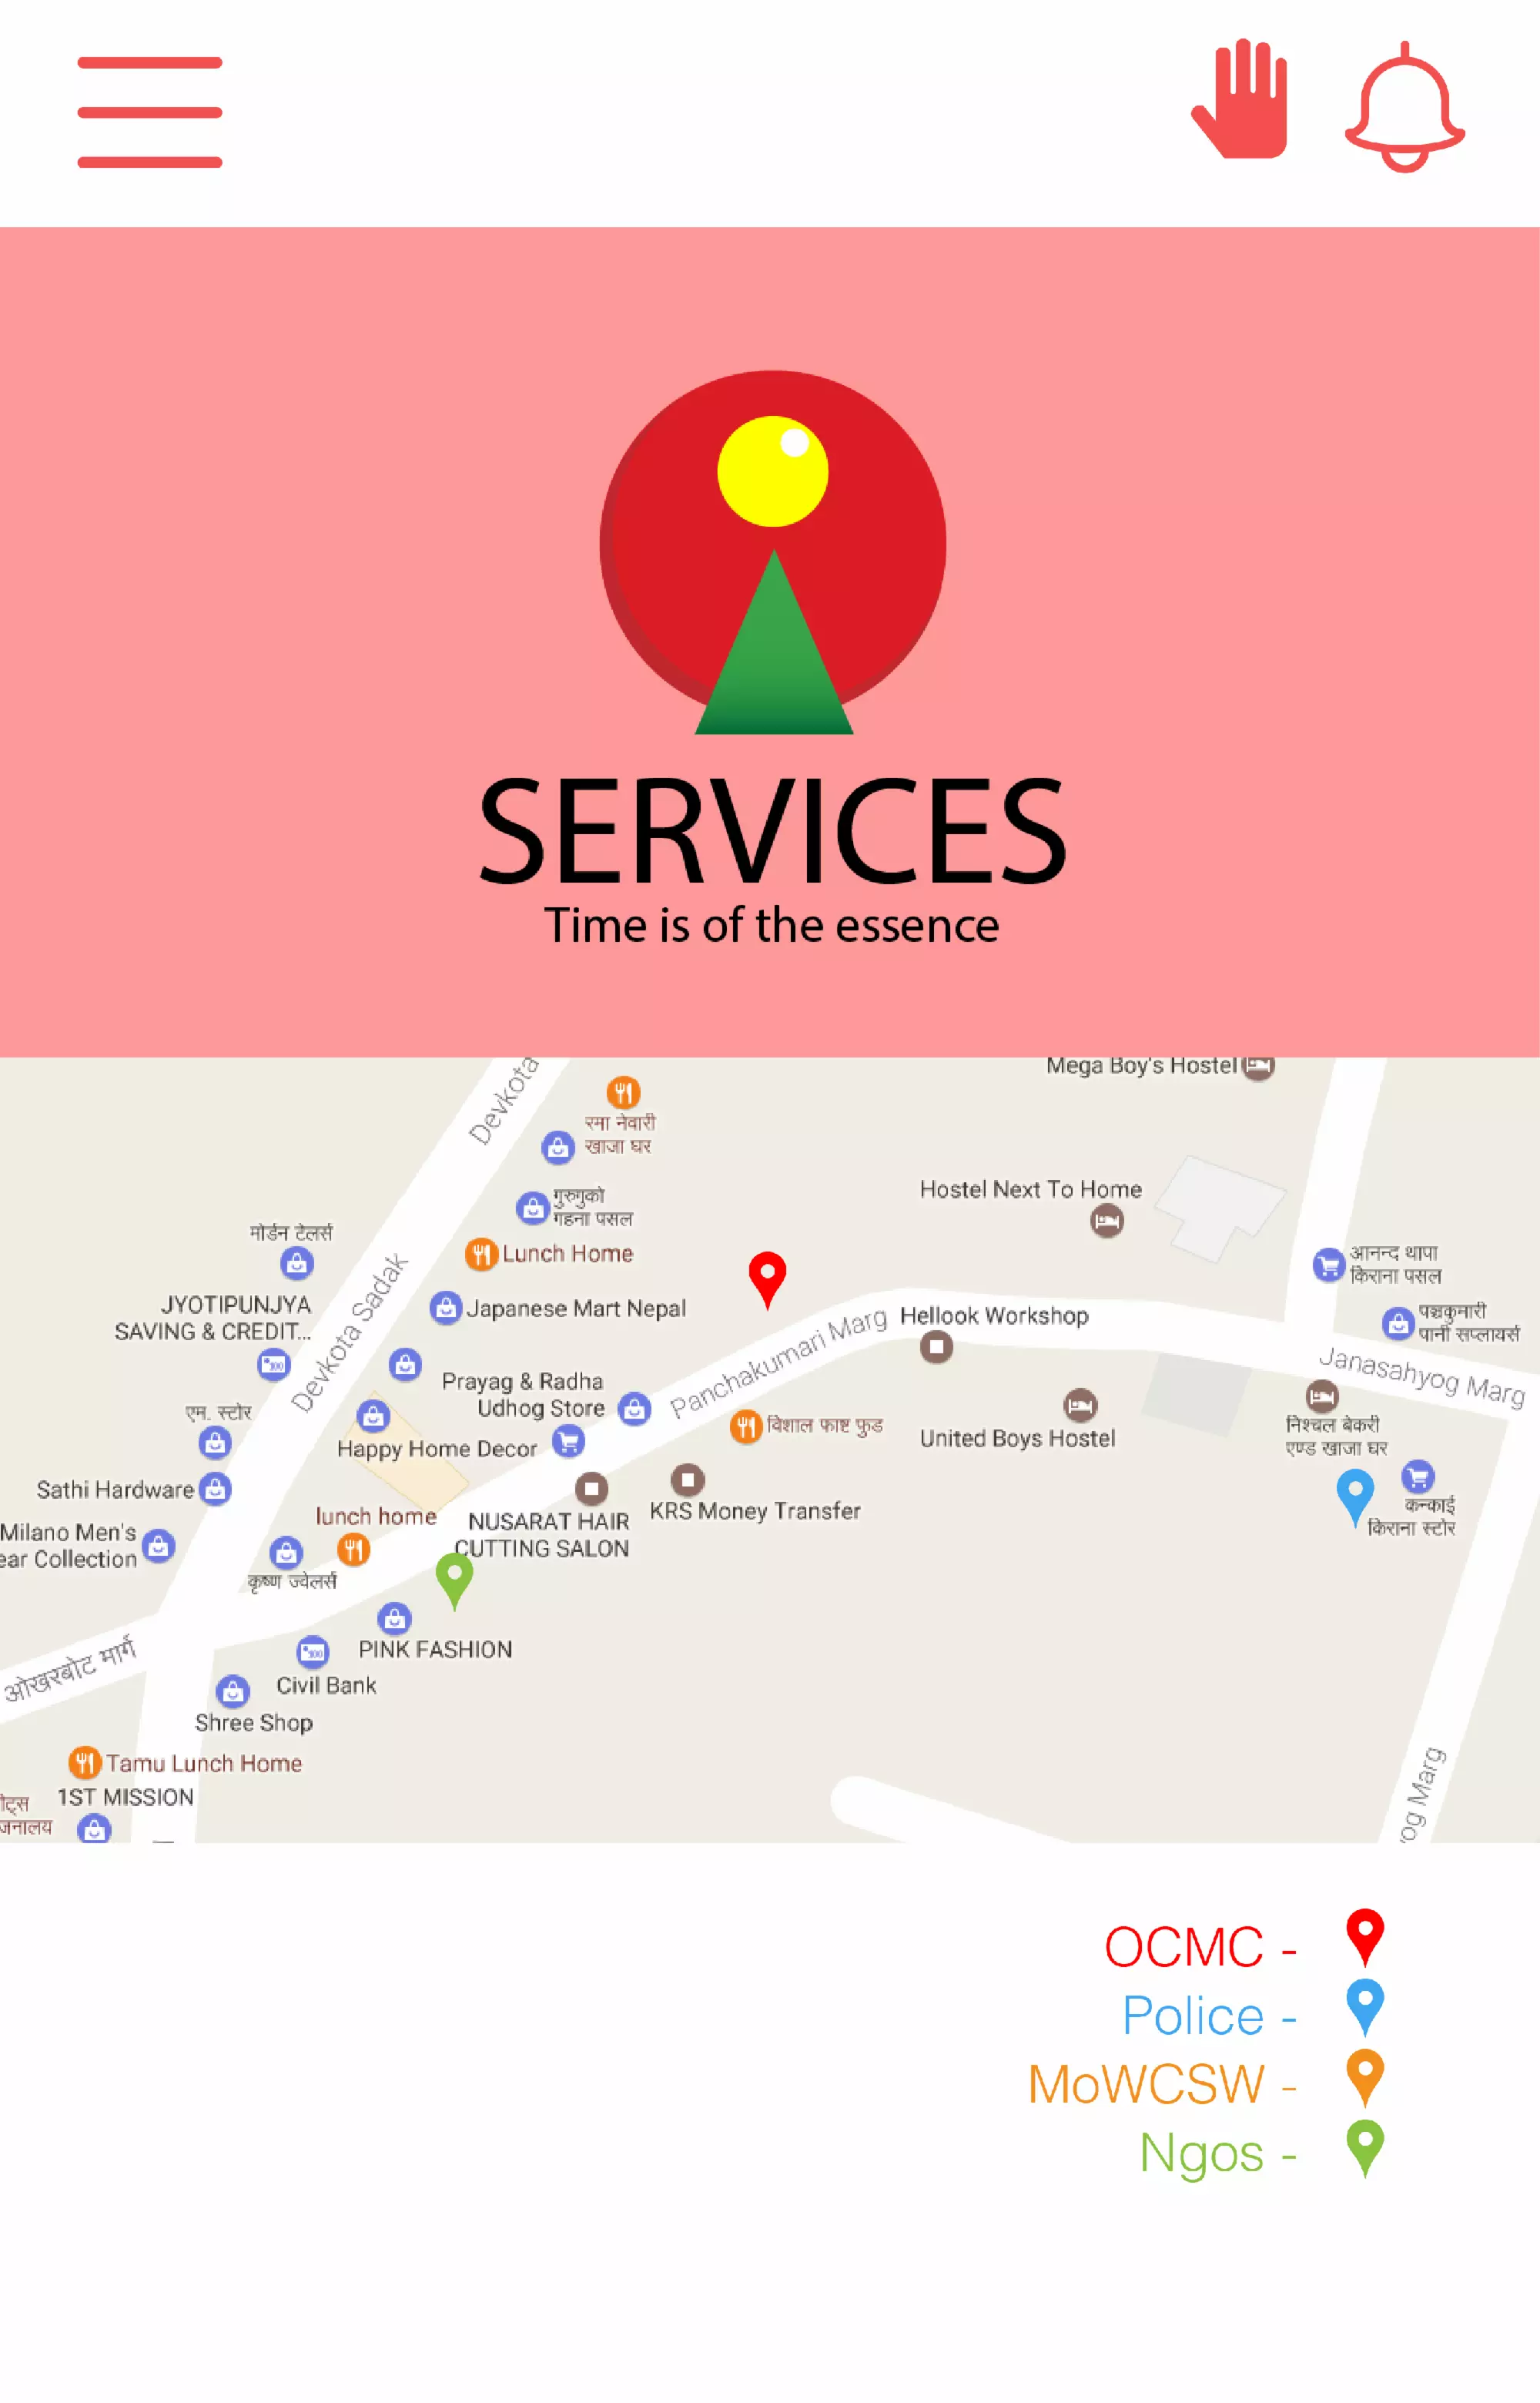 SERVICES
Time is of the essence
Devkota
Mega Boy's Hostel
रमा नेवारी
खाजा घर
Hostel Next To Home
गुरुगुको
गहना पसल
मोर्डन टेलर्स
Lunch Home
आनन्द थापा
किराना पसल
Devkota Sadak
JYOTIPUNJYA
SAVING & CREDIT...
Japanese Mart Nepal
Panchakumari Marg
Hellook Workshop
पञ्चकुमारी
पानी सप्लायर्स
Janasahyog Marg
Prayag & Radha
Udhog Store
एम. स्टोर
विशाल फाष्ट फुड
United Boys Hostel
निश्चल बेकरी
एण्ड खाजा घर
Happy Home Decor
Sathi Hardware
lunch home
NUSARAT HAIR
CUTTING SALON
KRS Money Transfer
कन्काई
किराना स्टोर
Milano Men's
ear Collection
कृष्ण ज्वेलर्स
PINK FASHION
ओखरबोट मार्ग
Civil Bank
Shree Shop
Tamu Lunch Home
1ST MISSION
जनालय
og Marg
OCMC -
Police -
MoWCSW -
Ngos -